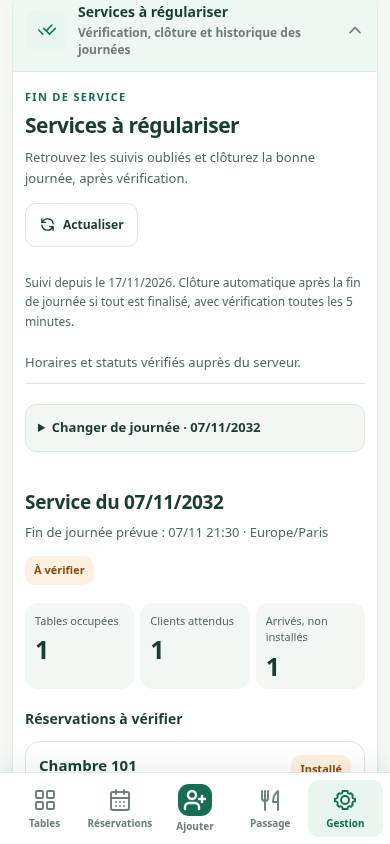 Services à régulariser
Vérification, clôture et historique des
journées
FIN DE SERVICE
Services à régulariser
Retrouvez les suivis oubliés et clôturez la bonne
journée, après vérification.
Actualiser
Suivi depuis le 17/11/2026. Clôture automatique après la fin
de journée si tout est finalisé, avec vérification toutes les 5
minutes.
Horaires et statuts vérifiés auprès du serveur.
Changer de journée · 07/11/2032
Service du 07/11/2032
Fin de journée prévue : 07/11 21:30 · Europe/Paris
À vérifier
Tables occupées
1
Clients attendus
1
Arrivés, non
installés
1
Réservations à vérifier
Chambre 101
Installé
Tables
Réservations
Ajouter
Passage
Gestion